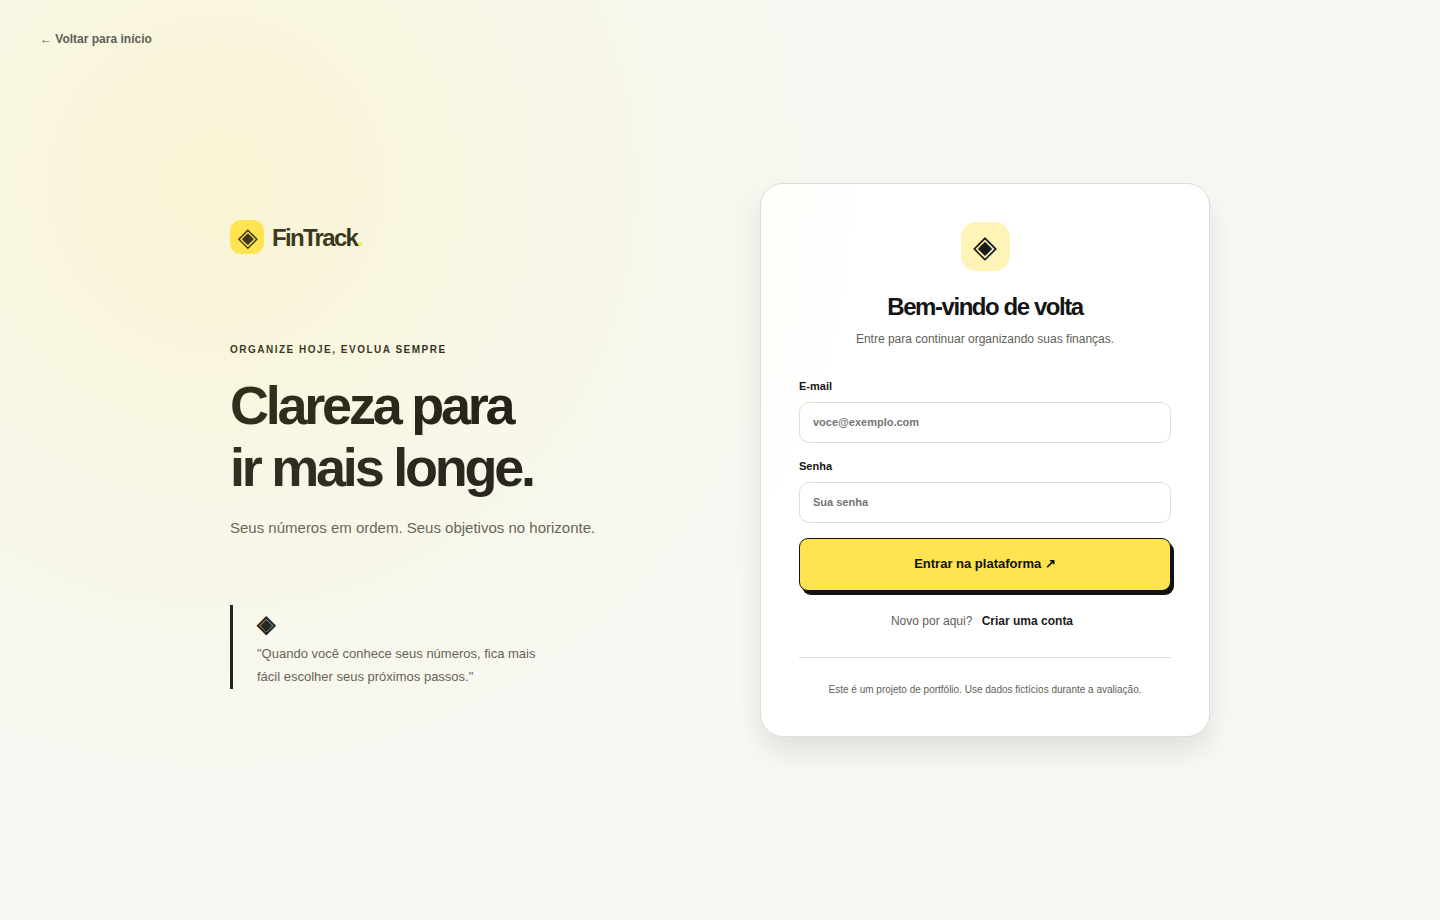 ← Voltar para início
FinTrack.
ORGANIZE HOJE, EVOLUA SEMPRE
Clareza para
ir mais longe.
Seus números em ordem. Seus objetivos no horizonte.
"Quando você conhece seus números, fica mais
fácil escolher seus próximos passos."
Bem-vindo de volta
Entre para continuar organizando suas finanças.
E-mail
voce@exemplo.com
Senha
Sua senha
Entrar na plataforma ↗
Novo por aqui? Criar uma conta
Este é um projeto de portfólio. Use dados fictícios durante a avaliação.